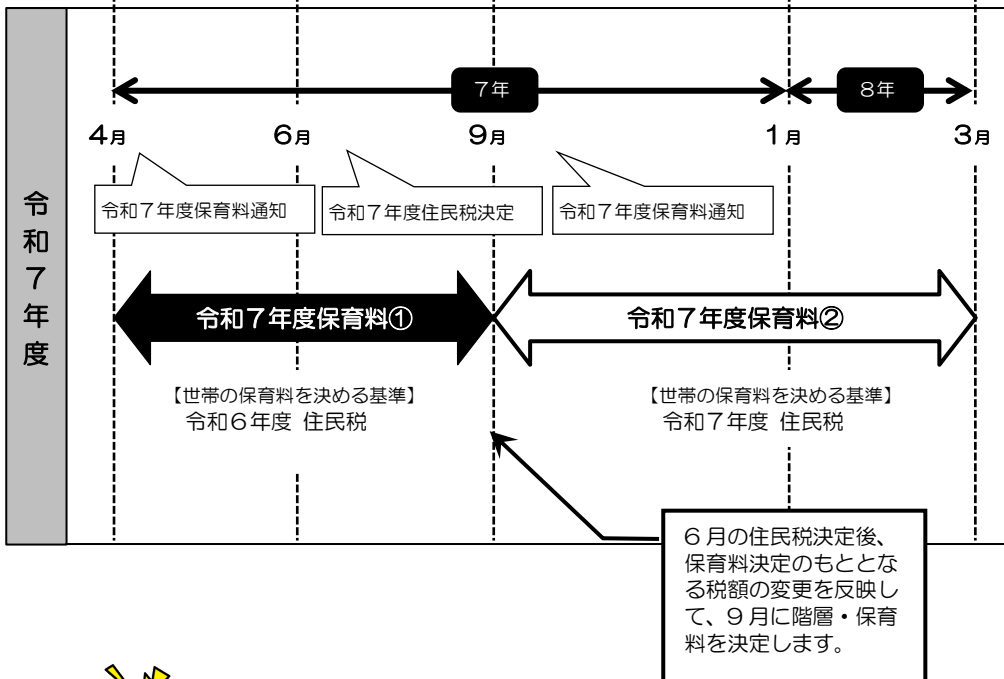 令和７年度
７年
８年
４月
６月
９月
１月
３月
令和７年度保育料通知
令和７年度住民税決定
令和７年度保育料通知
令和７年度保育料①
令和７年度保育料②
【世帯の保育料を決める基準】
令和６年度 住民税
【世帯の保育料を決める基準】
令和７年度 住民税
６月の住民税決定後、
保育料決定のもととな
る税額の変更を反映し
て、９月に階層・保育
料を決定します。